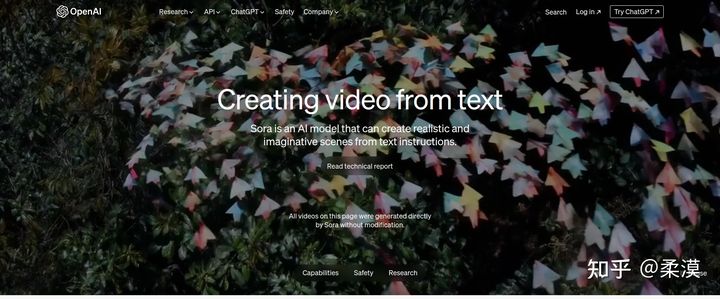 OpenAI
Research API ChatGPT Safety Company Search Log in ↗ Try ChatGPT ↗
Creating video from text
Sora is an AI model that can create realistic and
imaginative scenes from text instructions.
Read technical report
All videos on this page were generated directly
by Sora without modification.
Capabilities Safety Research
知乎 @柔漠